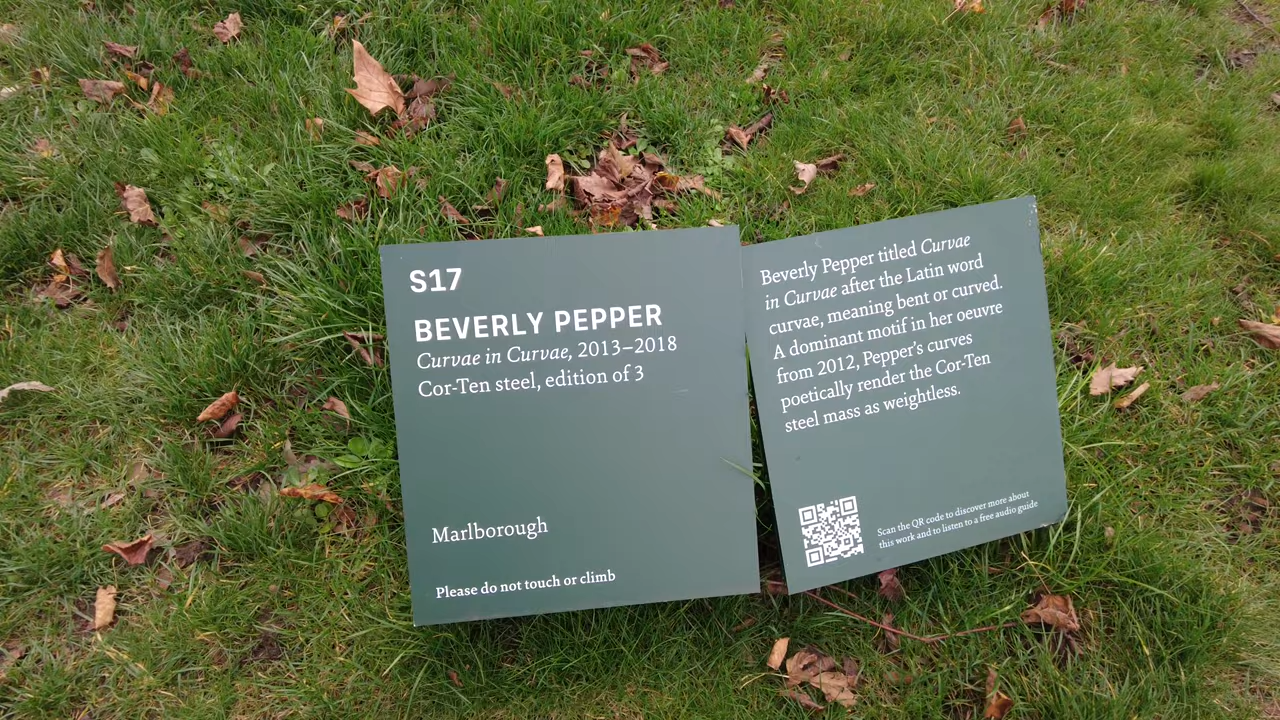 S17
BEVERLY PEPPER
Curvae in Curvae, 2013–2018
Cor-Ten steel, edition of 3
Marlborough
Please do not touch or climb
Beverly Pepper titled Curvae
in Curvae after the Latin word
curvae, meaning bent or curved.
A dominant motif in her oeuvre
from 2012, Pepper's curves
poetically render the Cor-Ten
steel mass as weightless.
Scan the QR code to discover more about
this work and to listen to a free audio guide